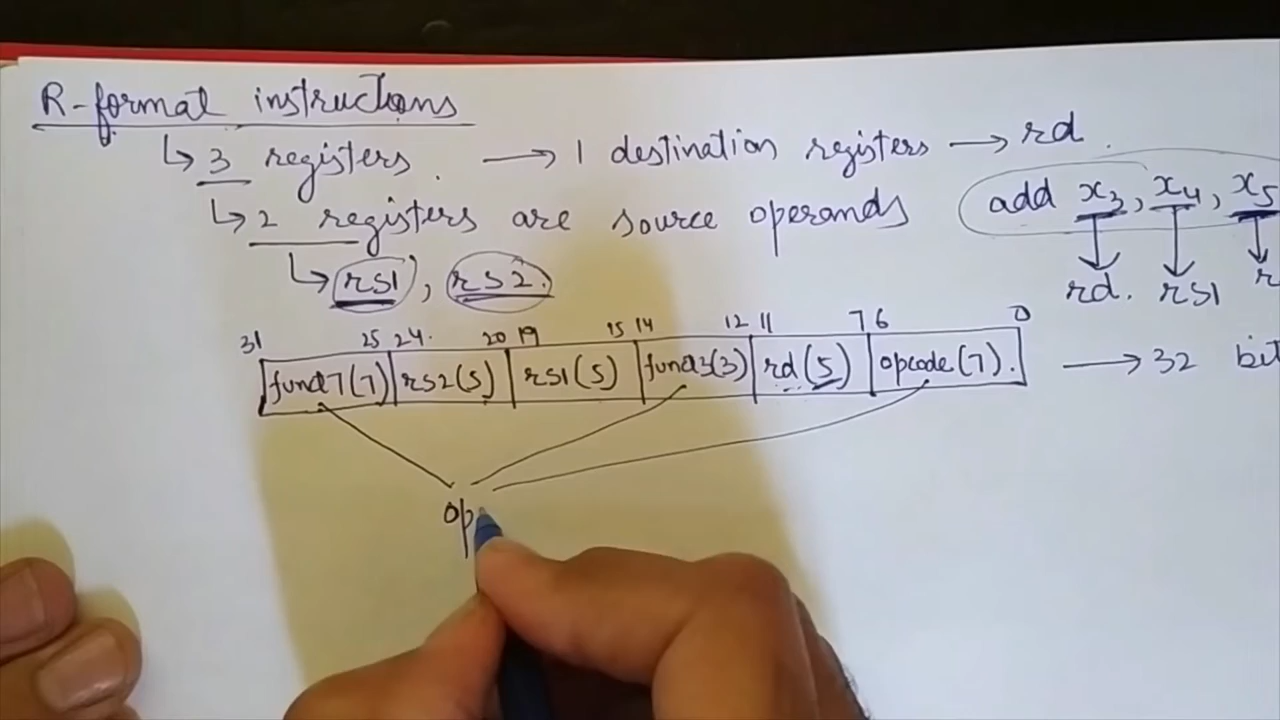 R-format instructions
↳ 3 registers. → 1 destination registers → rd.
↳ 2 registers are source operands add x3, x4, x5
↳ rs1, rs2. rd. rs1 r
31 25 24 20 19 15 14 12 11 7 6 0
funct7(7) rs2(5) rs1(5) funct3(3) rd(5) opcode(7). → 32 bit
op